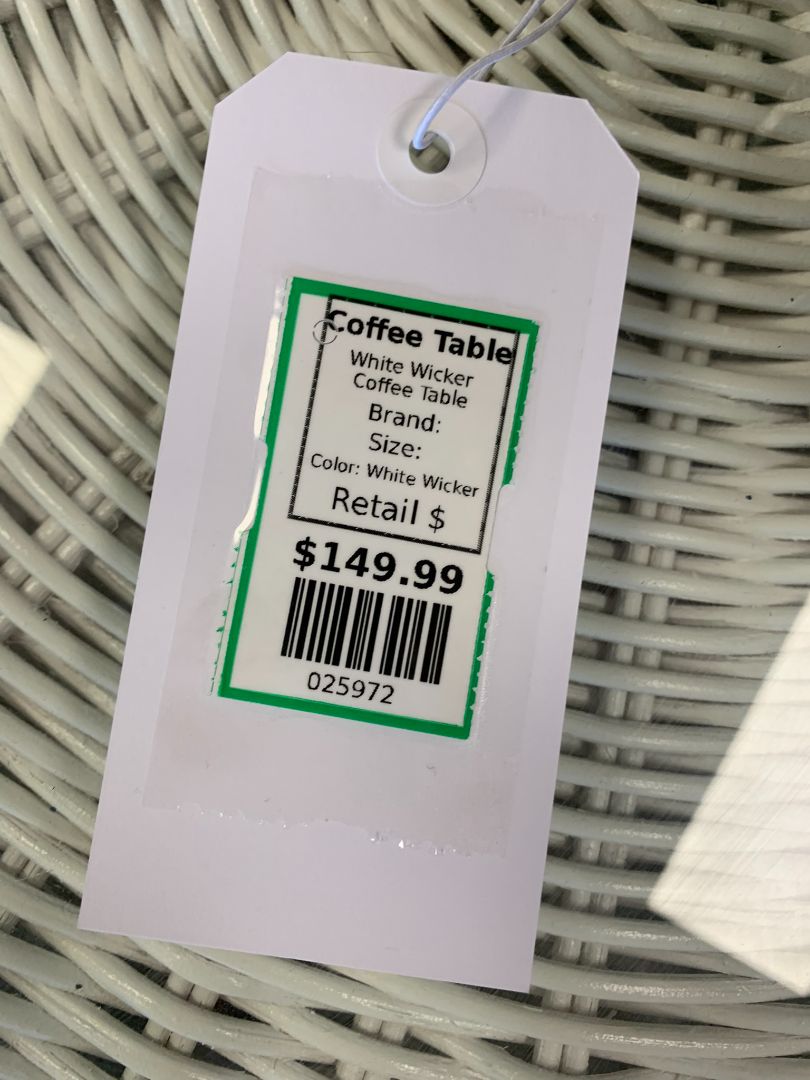 Coffee Table
White Wicker
Coffee Table
Brand:
Size:
Color: White Wicker
Retail $
$149.99
025972